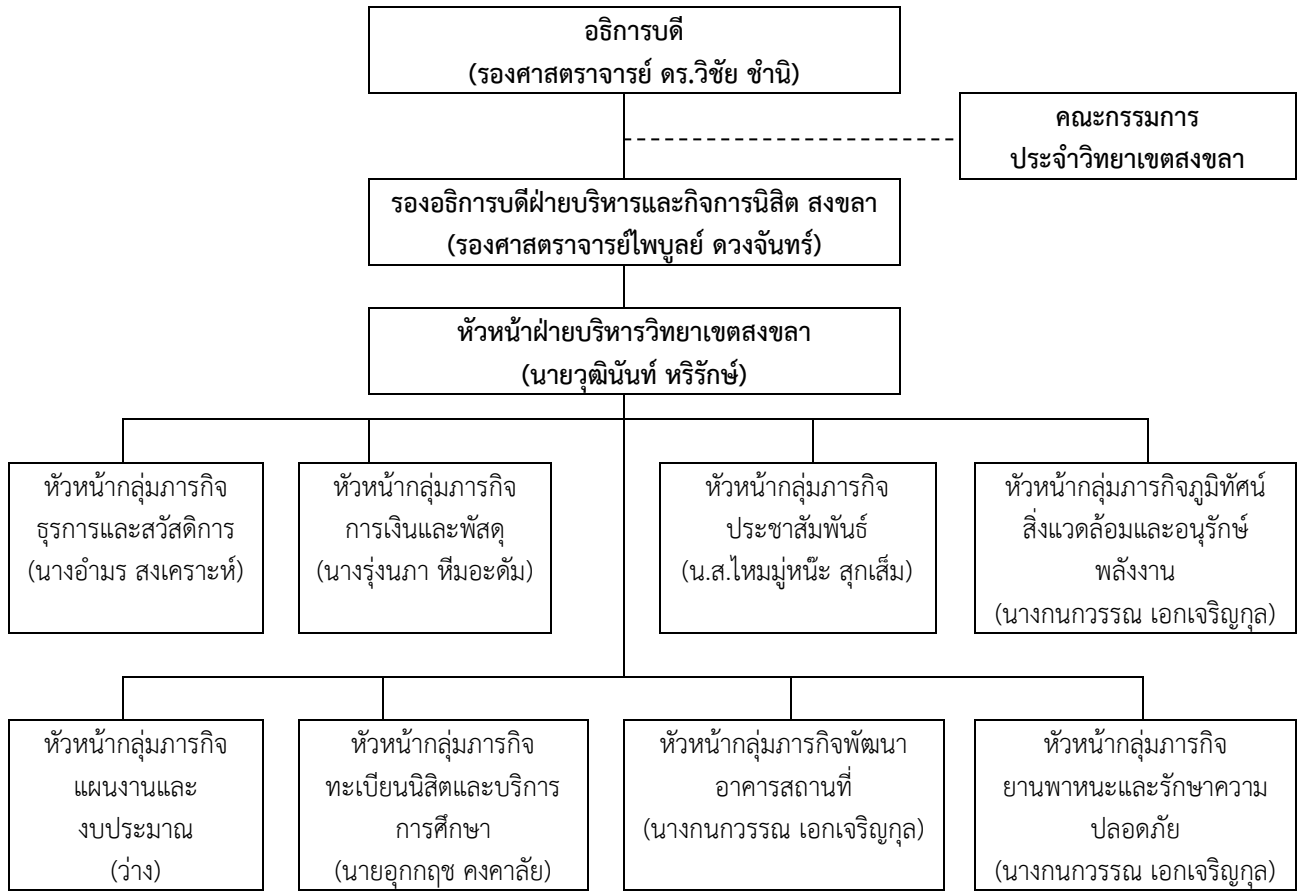 อธิการบดี
(รองศาสตราจารย์ ดร.วิชัย ชำนิ)
คณะกรรมการ
ประจำวิทยาเขตสงขลา
รองอธิการบดีฝ่ายบริหารและกิจการนิสิต สงขลา
(รองศาสตราจารย์ไพบูลย์ ดวงจันทร์)
หัวหน้าฝ่ายบริหารวิทยาเขตสงขลา
(นายวุฒินันท์ หริรักษ์)
หัวหน้ากลุ่มภารกิจ
ธุรการและสวัสดิการ
(นางอำมร สงเคราะห์)
หัวหน้ากลุ่มภารกิจ
การเงินและพัสดุ
(นางรุ่งนภา หีมอะดัม)
หัวหน้ากลุ่มภารกิจ
ประชาสัมพันธ์
(น.ส.ไหมมู่หน๊ะ สุกเส็ม)
หัวหน้ากลุ่มภารกิจภูมิทัศน์
สิ่งแวดล้อมและอนุรักษ์
พลังงาน
(นางกนกวรรณ เอกเจริญกุล)
หัวหน้ากลุ่มภารกิจ
แผนงานและ
งบประมาณ
(ว่าง)
หัวหน้ากลุ่มภารกิจ
ทะเบียนนิสิตและบริการ
การศึกษา
(นายอุกกฤช คงคาลัย)
หัวหน้ากลุ่มภารกิจพัฒนา
อาคารสถานที่
(นางกนกวรรณ เอกเจริญกุล)
หัวหน้ากลุ่มภารกิจ
ยานพาหนะและรักษาความ
ปลอดภัย
(นางกนกวรรณ เอกเจริญกุล)